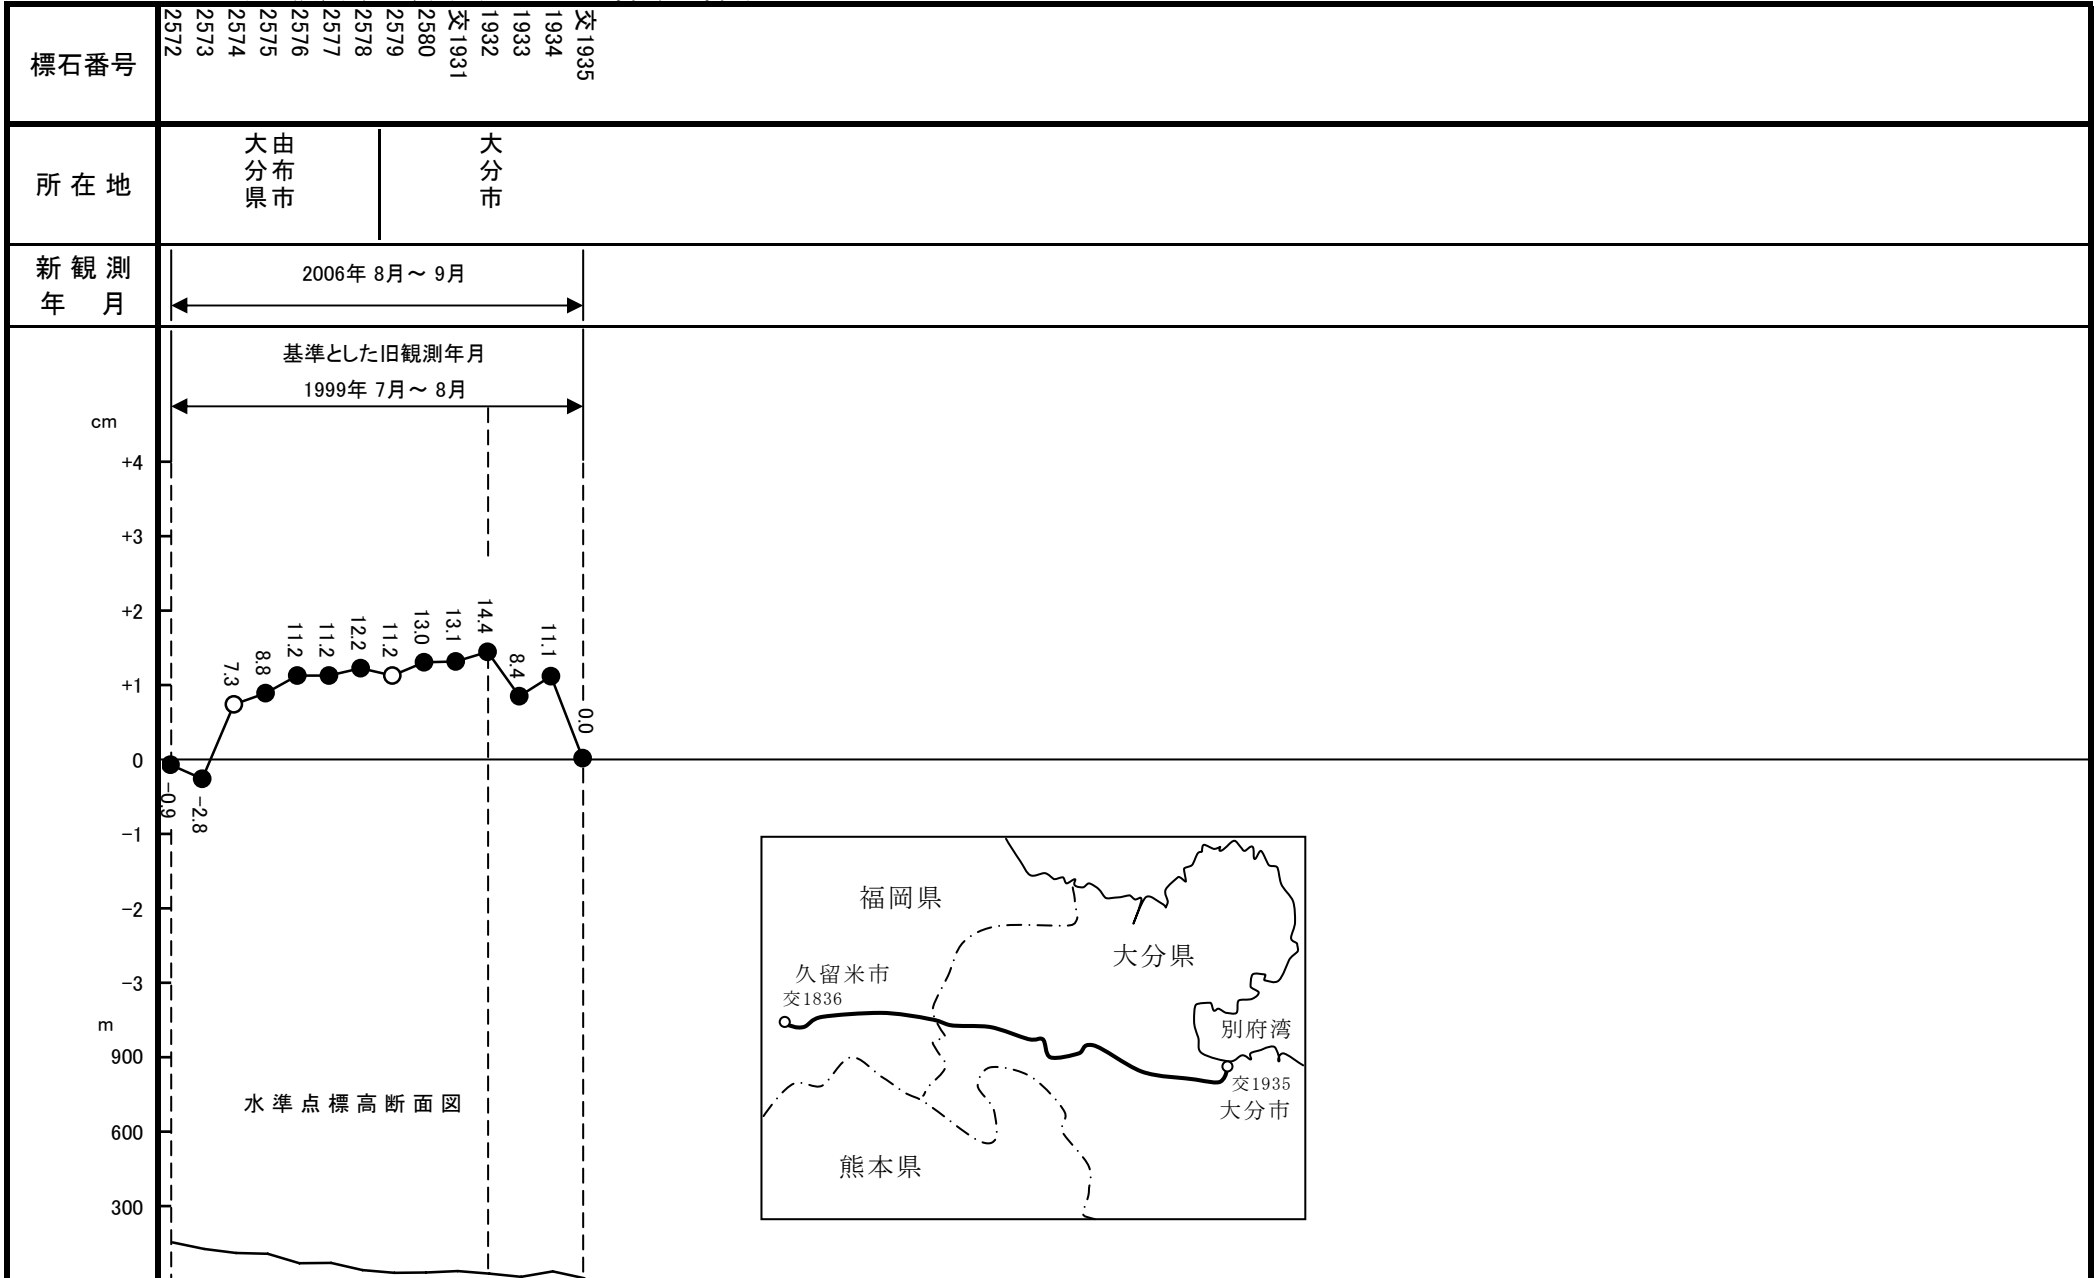 標石番号
2572
2573
2574
2575
2576
2577
2578
2579
2580
交1931
1932
1933
1934
交1935
所在地
大分県
由布市
大分市
新観測
年 月
2006年 8月～ 9月
基準とした旧観測年月
1999年 7月～ 8月
cm
+4
+3
+2
+1
0
−1
−2
−3
−0.9
−2.8
7.3
8.8
11.2
11.2
12.2
11.2
13.0
13.1
14.4
8.4
11.1
0.0
m
900
600
300
水準点標高断面図
福岡県
大分県
久留米市
交1836
別府湾
交1935
大分市
熊本県